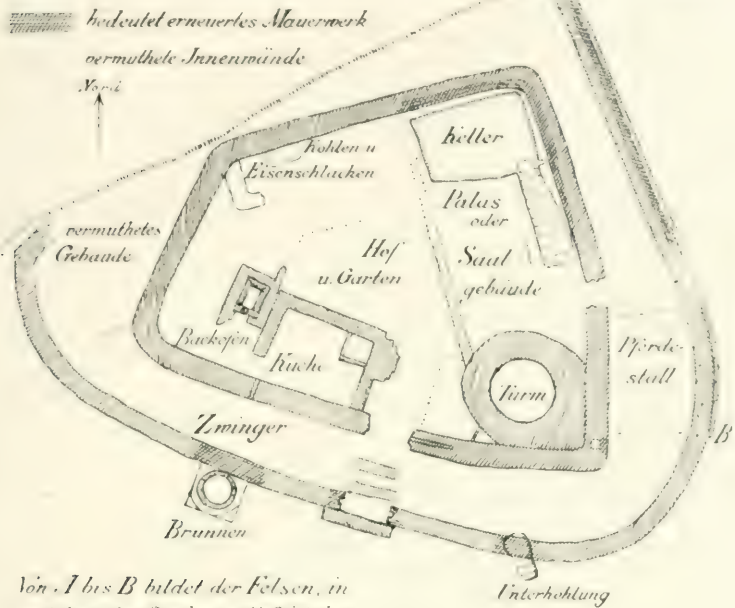 bedeutet erneuertes Mauerwerk
vermuthete Innenwände
Nord
Kohlen u
Eisenschlacken
Keller
Palas
oder
Saal
gebäude
vermuthetes
Gebäude
Hof
u. Garten
Backofen
Küche
Turm
Pferde-
stall
Zwinger
B
Brunnen
Von A bis B bildet der Felsen, in
Unterhöhlung